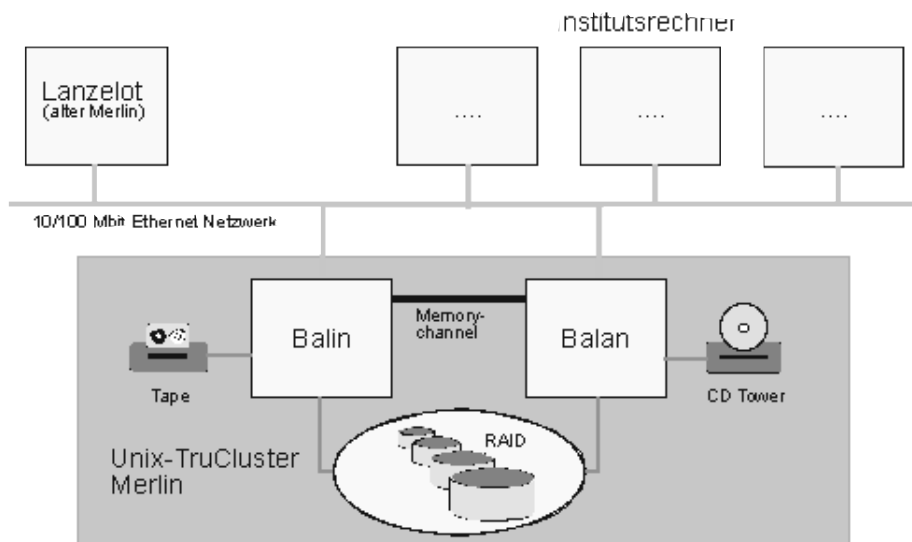 Institutsrechner
Lanzelot
(alter Merlin)
....
....
....
10/100 Mbit Ethernet Netzwerk
Balin
Memory-
channel
Balan
Tape
CD Tower
RAID
Unix-TruCluster
Merlin